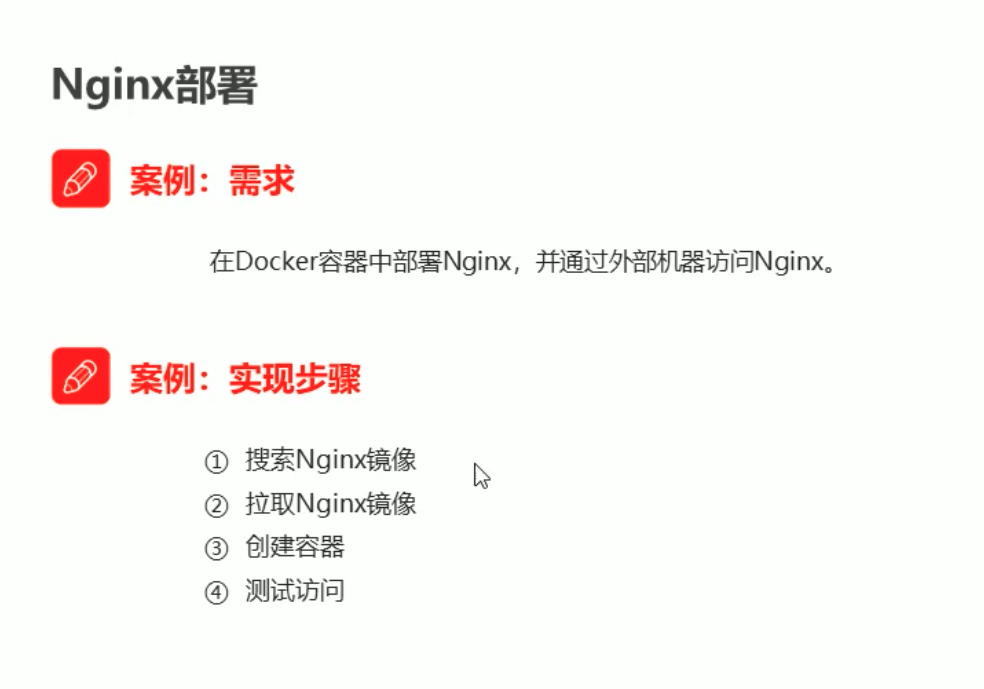 Nginx部署
案例：需求
在Docker容器中部署Nginx，并通过外部机器访问Nginx。
案例：实现步骤
① 搜索Nginx镜像
② 拉取Nginx镜像
③ 创建容器
④ 测试访问